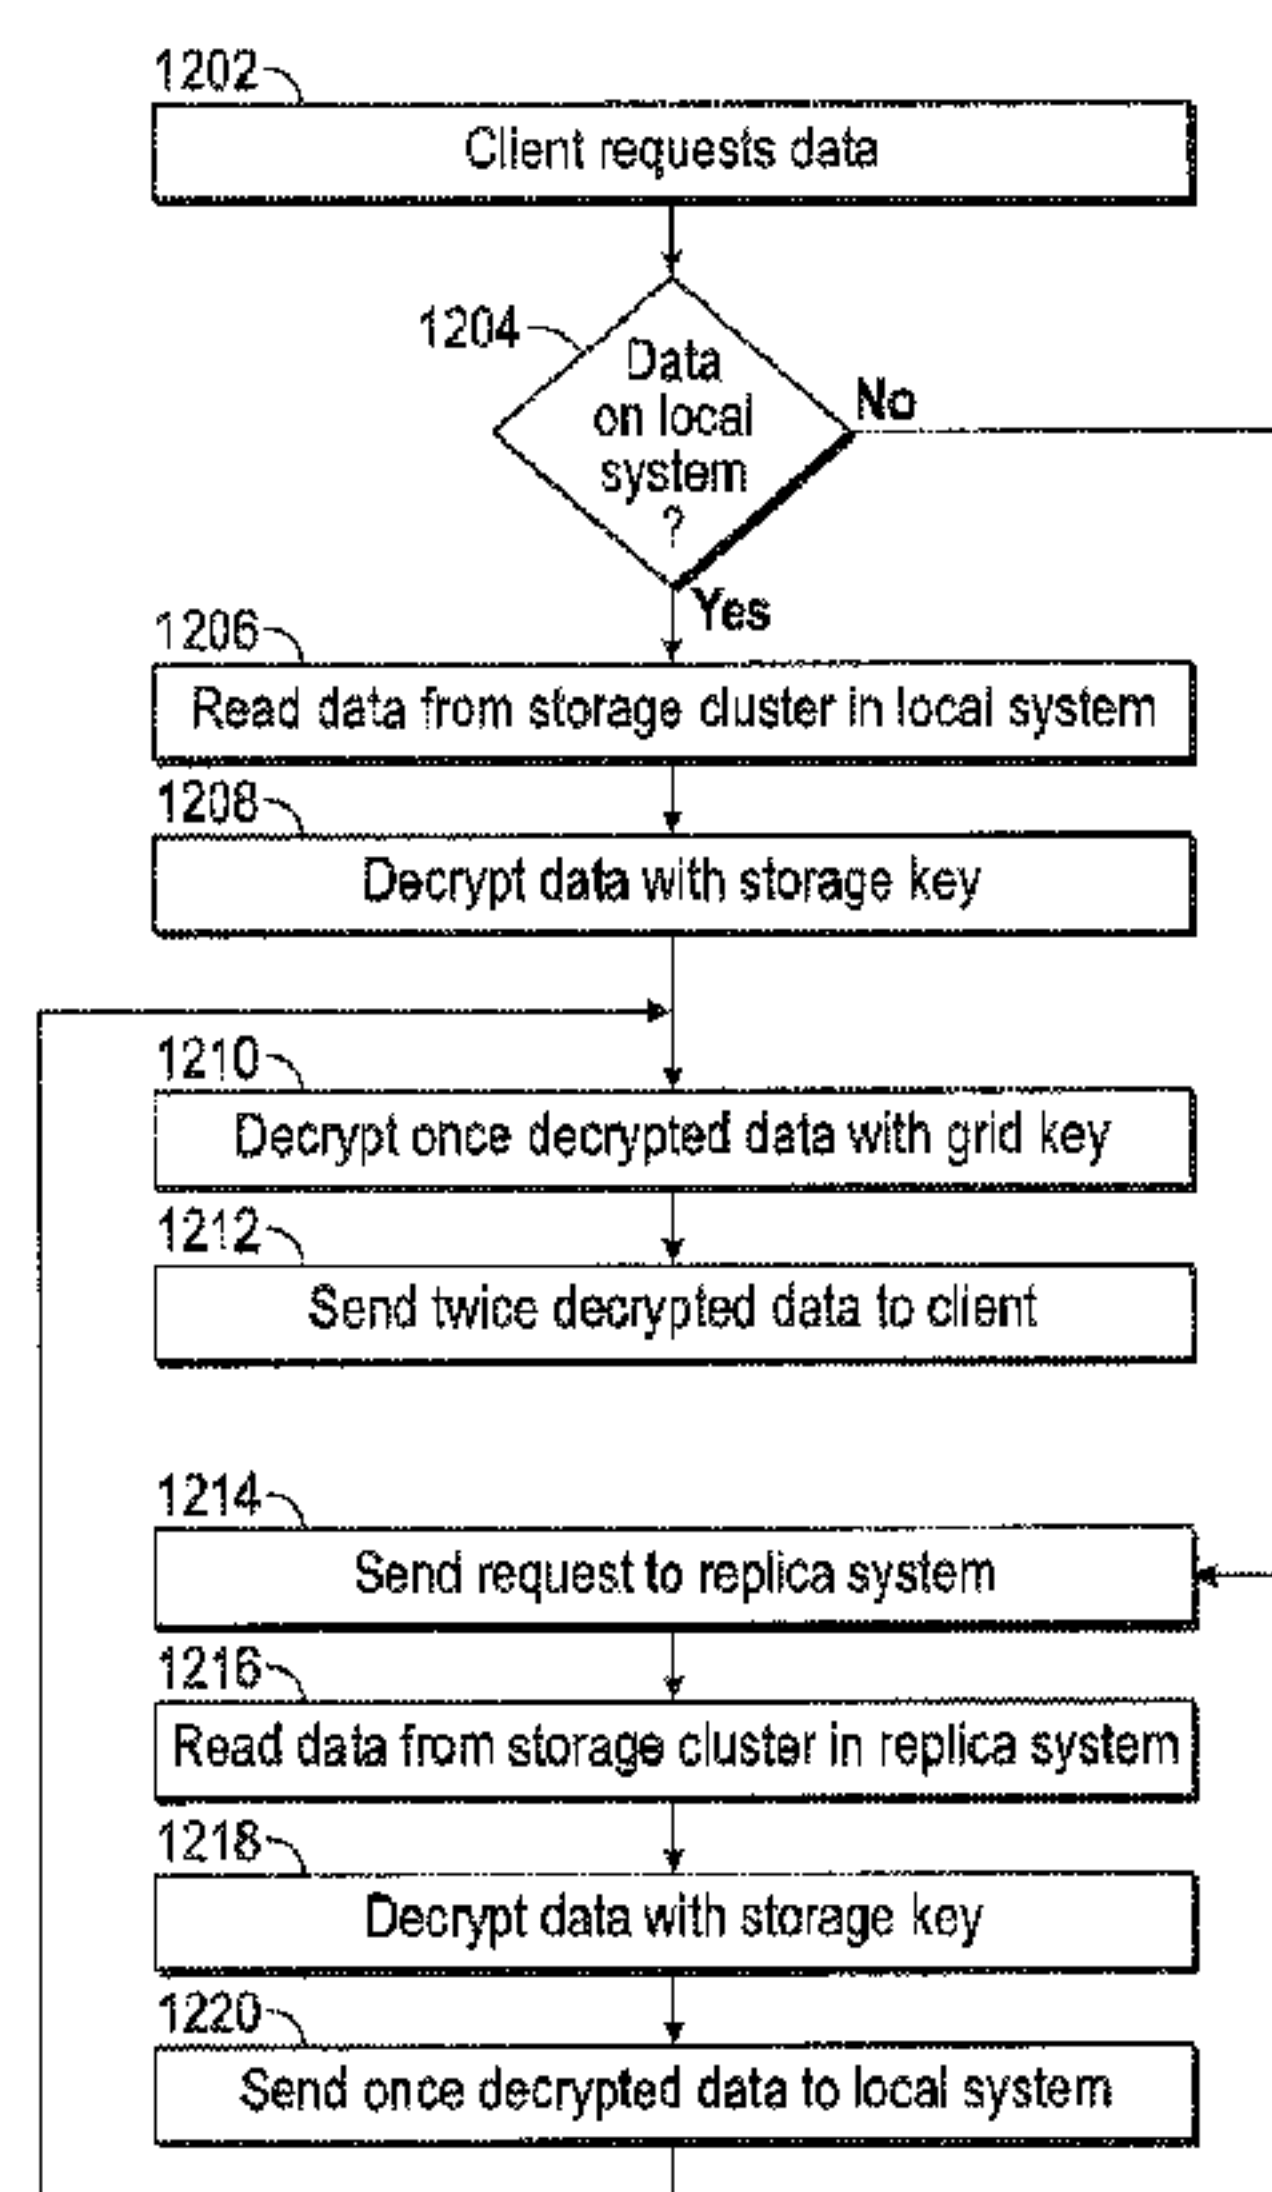 1202
Client requests data
1204
Data
on local
system
?
No
Yes
1206
Read data from storage cluster in local system
1208
Decrypt data with storage key
1210
Decrypt once decrypted data with grid key
1212
Send twice decrypted data to client
1214
Send request to replica system
1216
Read data from storage cluster in replica system
1218
Decrypt data with storage key
1220
Send once decrypted data to local system